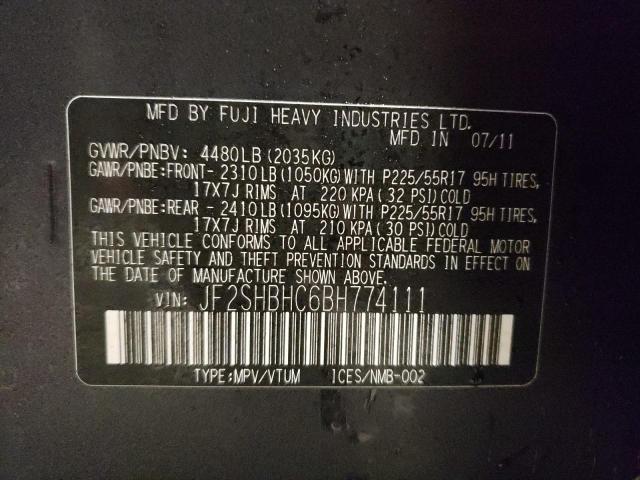 MFD BY FUJI HEAVY INDUSTRIES LTD.
MFD IN 07/11
GVWR/PNBV: 4480LB (2035KG)
GAWR/PNBE:FRONT- 2310LB (1050KG) WITH P225/55R17 95H TIRES,
17X7J RIMS AT 220 KPA ( 32 PSI) COLD
GAWR/PNBE:REAR - 2410LB (1095KG) WITH P225/55R17 95H TIRES,
17X7J RIMS AT 210 KPA ( 30 PSI) COLD
THIS VEHICLE CONFORMS TO ALL APPLICABLE FEDERAL MOTOR
VEHICLE SAFETY AND THEFT PREVENTION STANDARDS IN EFFECT ON
THE DATE OF MANUFACTURE SHOWN ABOVE.
VIN: JF2SHBHC6BH774111
TYPE:MPV/VTUM ICES/NMB-002